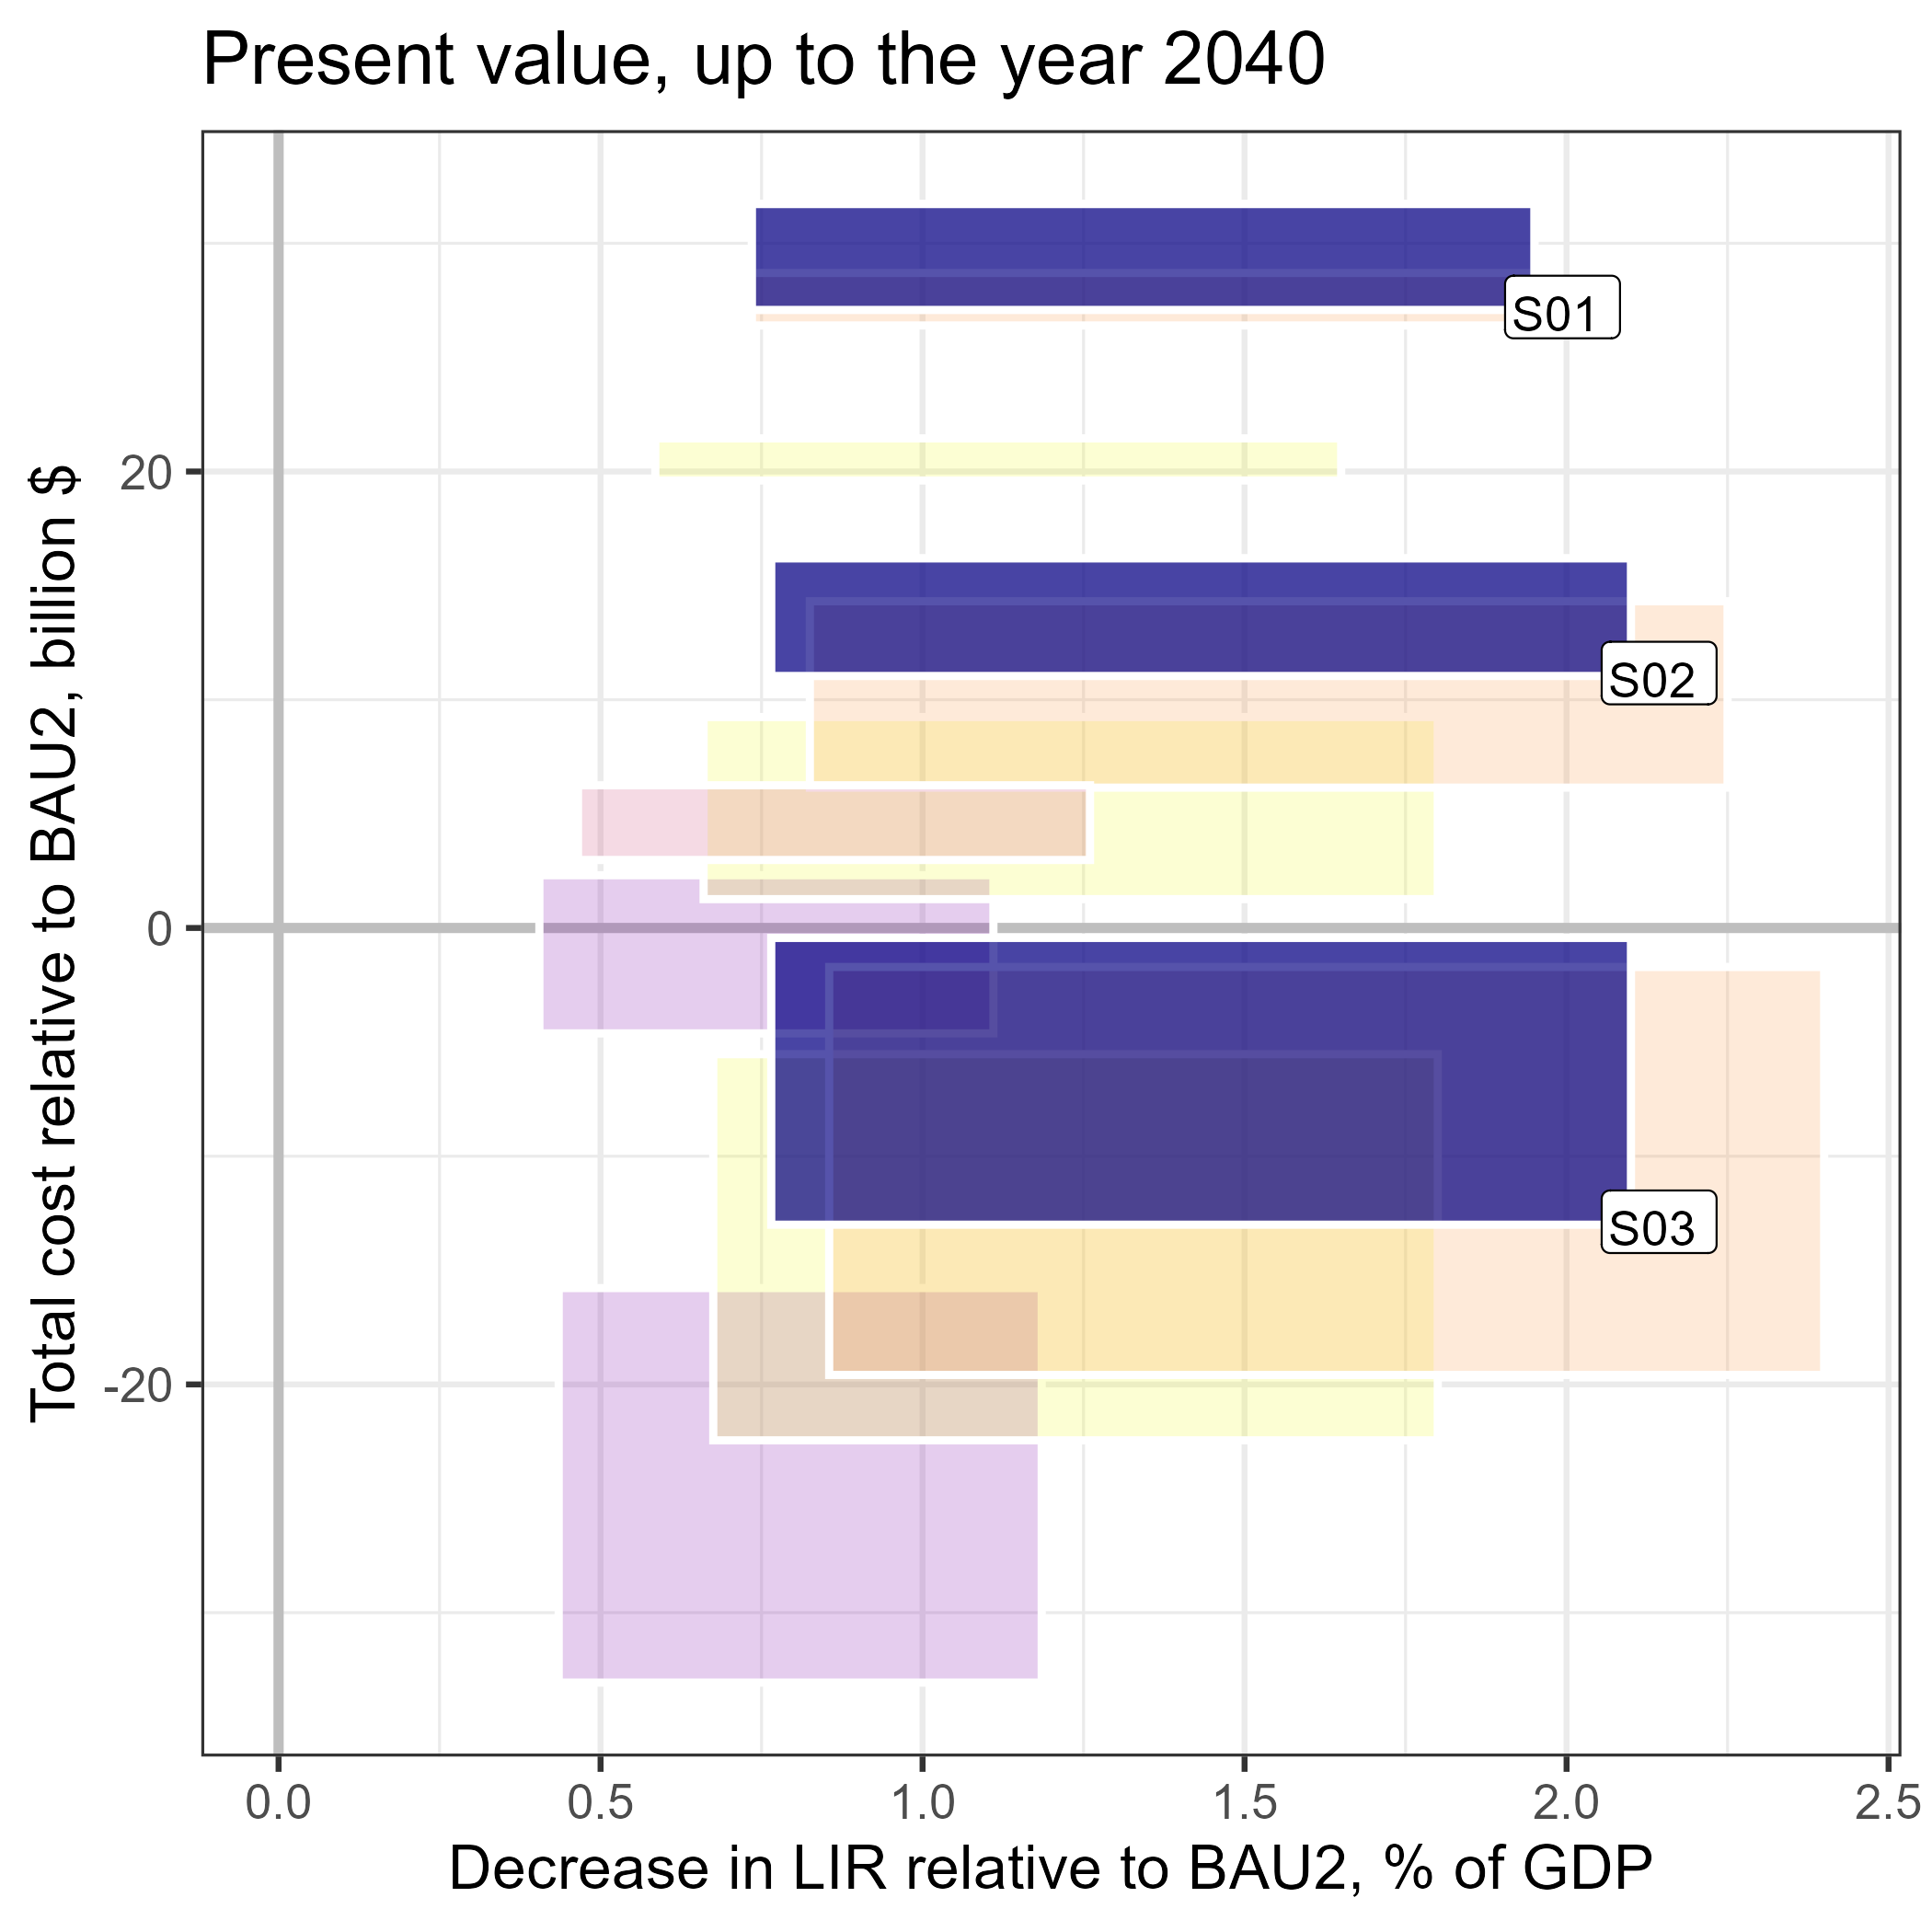 Present value, up to the year 2040
Total cost relative to BAU2, billion $
20
0
-20
S01
S02
S03
0.0 0.5 1.0 1.5 2.0 2.5
Decrease in LIR relative to BAU2, % of GDP